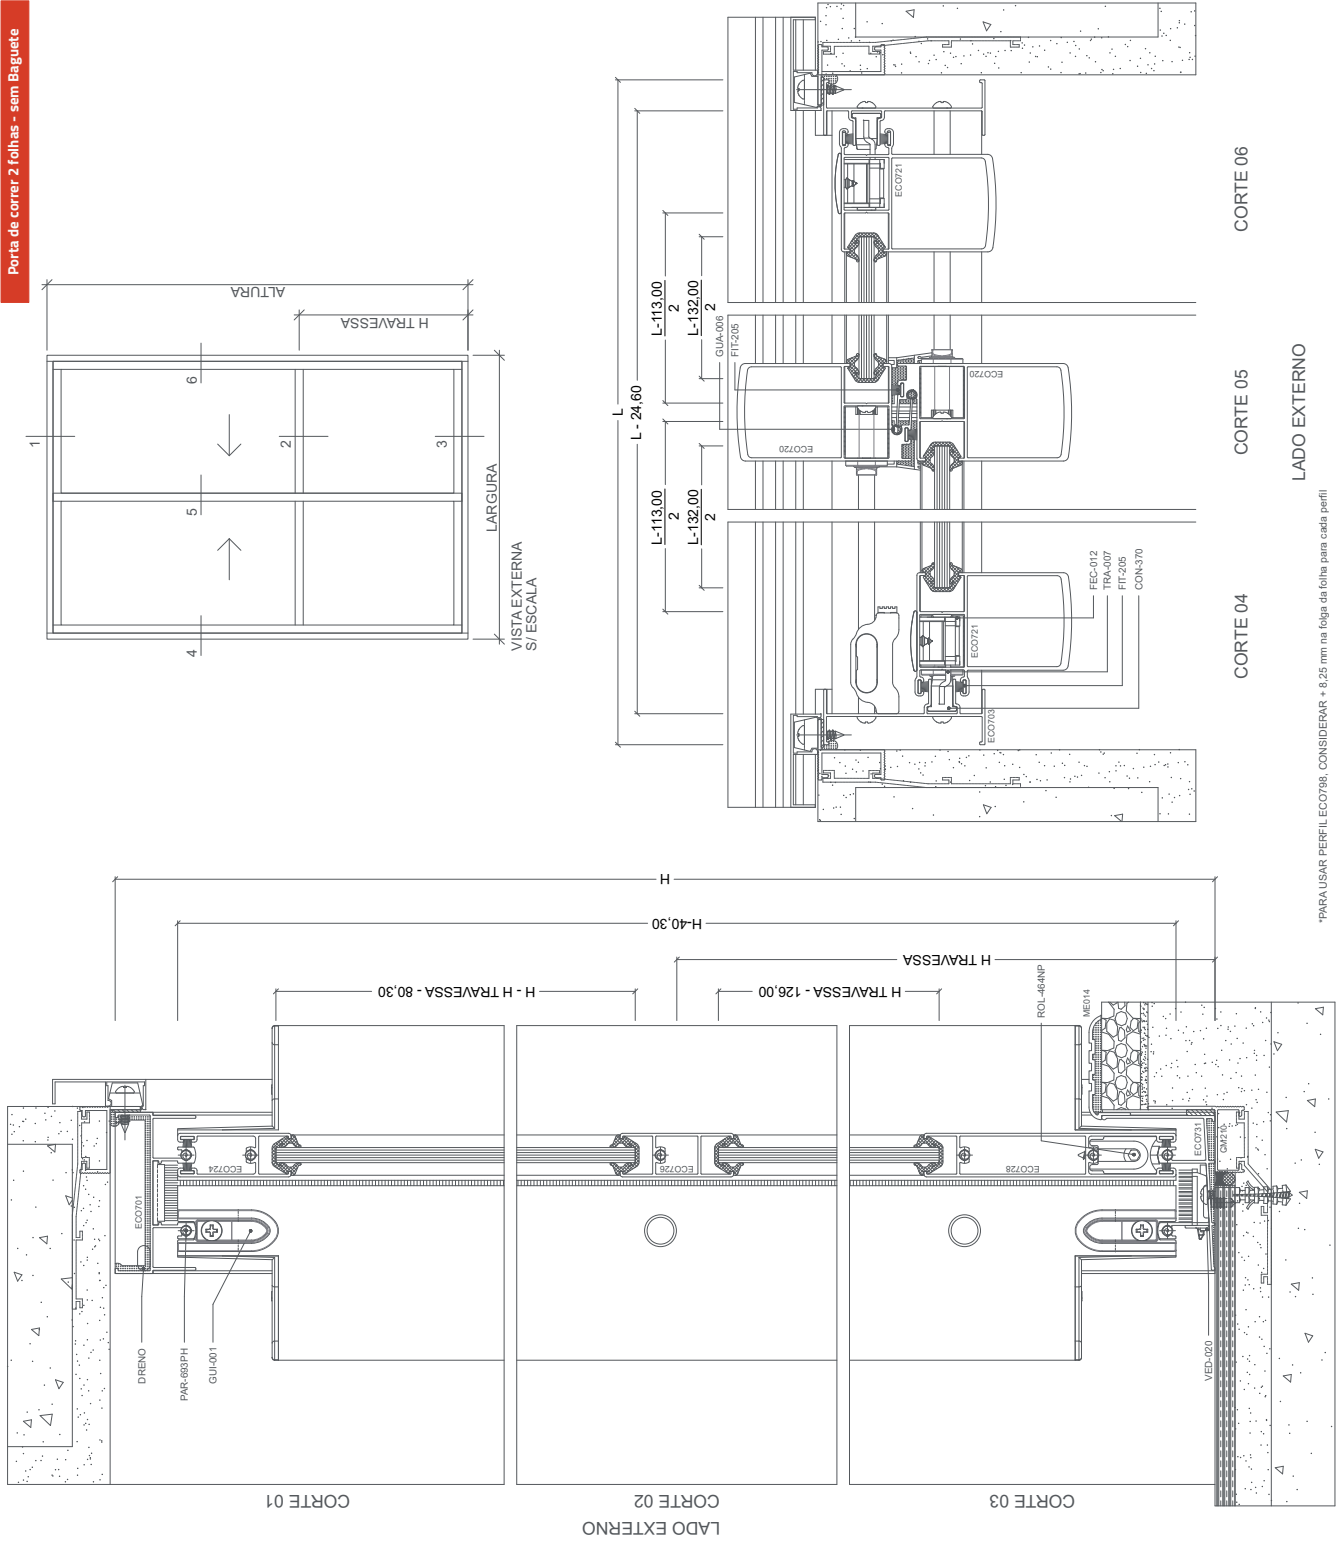 Porta de correr 2 folhas - sem Baguete
ALTURA
H TRAVESSA
1
2
3
4
5
6
LARGURA
VISTA EXTERNA
S/ ESCALA
L
L - 24,60
L-113,00
2
L-132,00
2
L-113,00
2
L-132,00
2
GUA-006
FIT-205
ECO721
ECO720
ECO720
ECO721
ECO703
FEC-012
TRA-007
FIT-205
CON-370
CORTE 04
CORTE 05
CORTE 06
LADO EXTERNO
*PARA USAR PERFIL ECO798, CONSIDERAR + 8,25 mm na folga da folha para cada perfil
H
H-40,30
H TRAVESSA
H - H TRAVESSA - 80,30
H TRAVESSA - 126,00
ROL-464NP
ME014
ECO701
ECO724
ECO726
ECO728
ECO731
CM210
DRENO
PAR-693PH
GUI-001
VED-020
CORTE 01
CORTE 02
CORTE 03
LADO EXTERNO